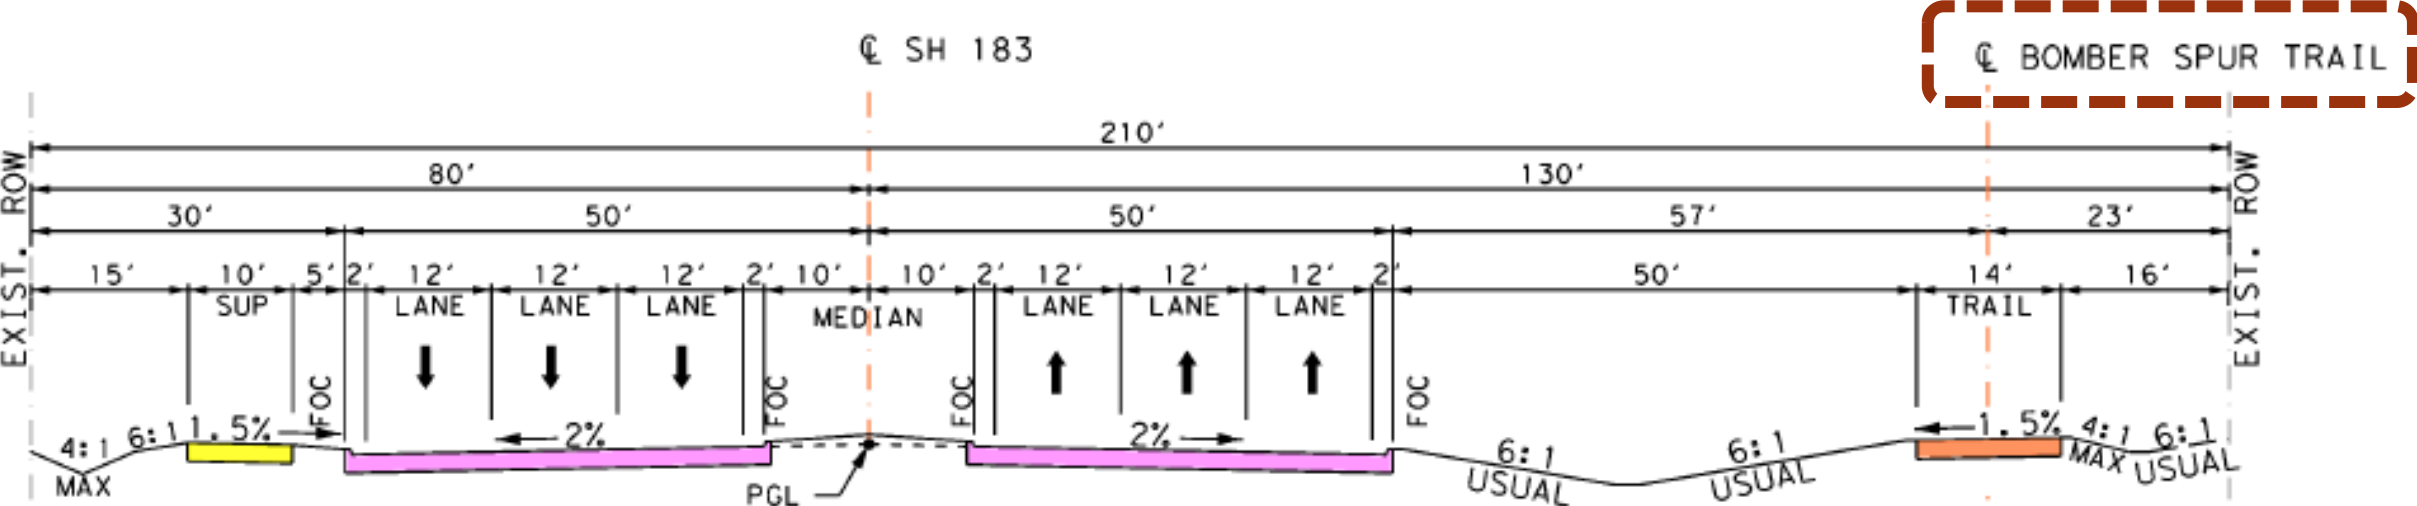 ℄ SH 183
℄ BOMBER SPUR TRAIL
210'
80' 130'
30' 50' 50' 57' 23'
15' 10' 5' 2' 12' 12' 12' 2' 10' 10' 2' 12' 12' 12' 2' 50' 14' 16'
SUP LANE LANE LANE MEDIAN LANE LANE LANE TRAIL
EXIST. ROW
FOC
FOC
FOC
FOC
EXIST. ROW
4:1 6:1 1.5% 2% 2% 6:1 6:1 1.5% 4:1 6:1
MAX PGL USUAL USUAL MAX USUAL